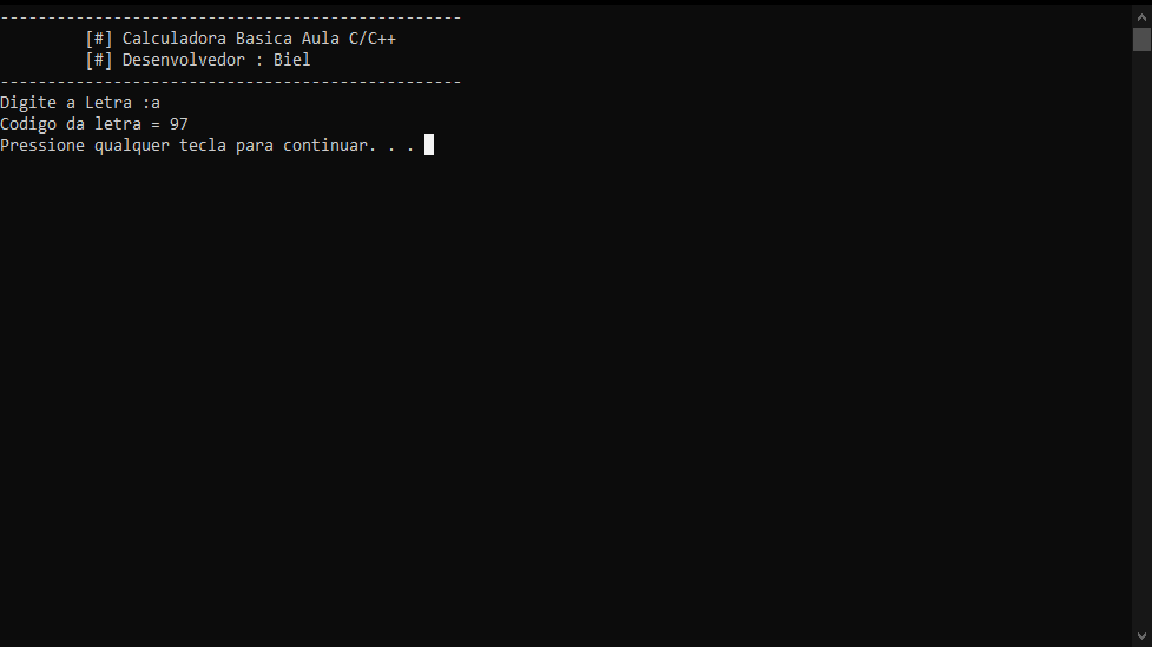 -------------------------------------------------
[#] Calculadora Basica Aula C/C++
[#] Desenvolvedor : Biel
-------------------------------------------------
Digite a Letra :a
Codigo da letra = 97
Pressione qualquer tecla para continuar. . .